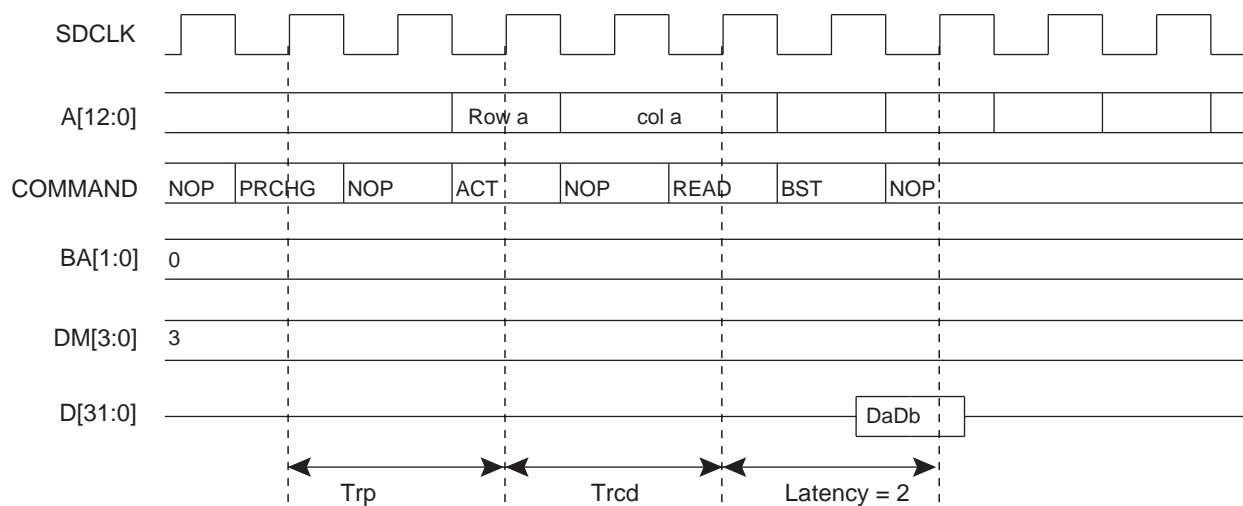 SDCLK
A[12:0] Row a col a
COMMAND NOP PRCHG NOP ACT NOP READ BST NOP
BA[1:0] 0
DM[3:0] 3
D[31:0] DaDb
Trp Trcd Latency = 2